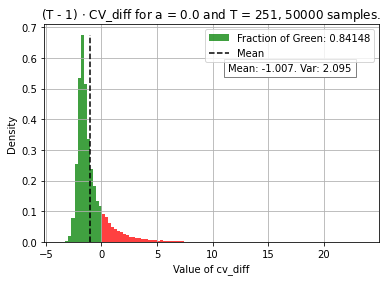 (T - 1) · CV_diff for a = 0.0 and T = 251, 50000 samples.
Fraction of Green: 0.84148
Mean
Mean: -1.007. Var: 2.095
Density
0.7
0.6
0.5
0.4
0.3
0.2
0.1
0.0
−5
0
5
10
15
20
Value of cv_diff